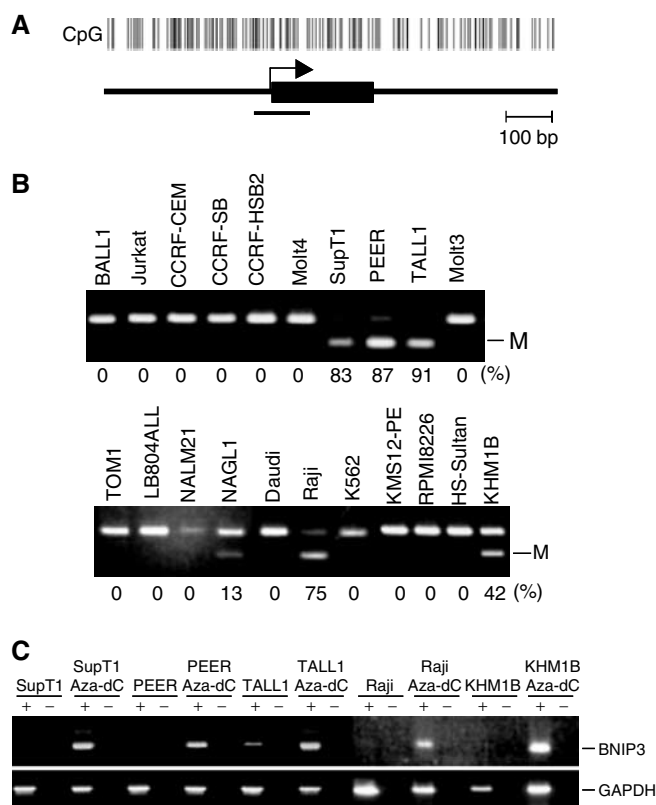 A
CpG
100 bp
B
BALL1 Jurkat CCRF-CEM CCRF-SB CCRF-HSB2 Molt4 SupT1 PEER TALL1 Molt3
M
0 0 0 0 0 0 83 87 91 0 (%)
TOM1 LB804ALL NALM21 NAGL1 Daudi Raji K562 KMS12-PE RPMI8226 HS-Sultan KHM1B
M
0 0 0 13 0 75 0 0 0 0 42 (%)
C
SupT1 SupT1 Aza-dC PEER PEER Aza-dC TALL1 TALL1 Aza-dC Raji Raji Aza-dC KHM1B KHM1B Aza-dC
+ − + − + − + − + − + − + − + − + − + −
BNIP3
GAPDH